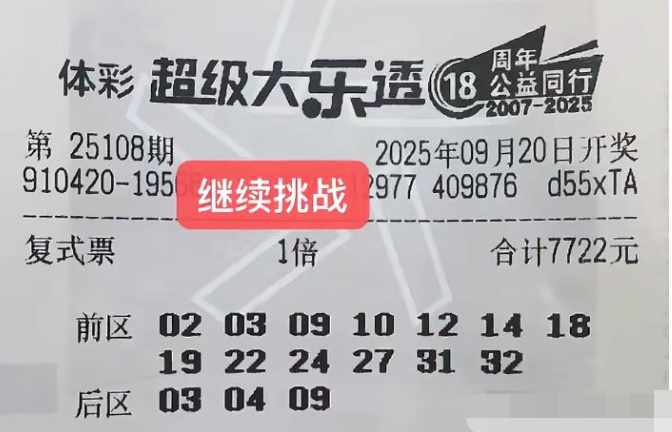 体彩 超级大乐透 18 周年
公益同行
2007-2025
第 25108期 2025年09月20日开奖
910420-1956 2977 409876 d55xTA
继续挑战
复式票 1倍 合计7722元
前区 02 03 09 10 12 14 18
19 22 24 27 31 32
后区 03 04 09